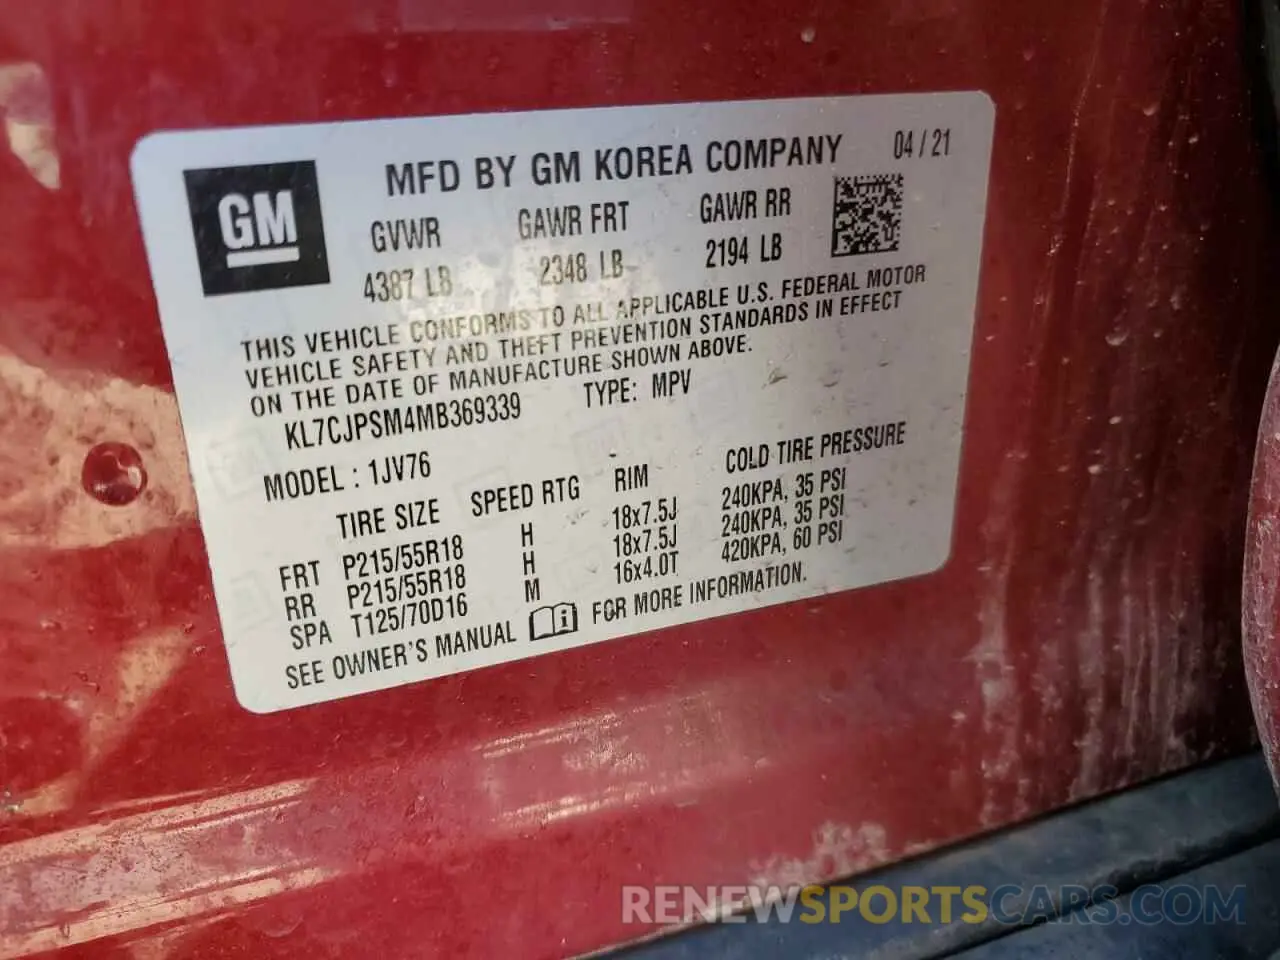 GM
MFD BY GM KOREA COMPANY 04 / 21
GVWR GAWR FRT GAWR RR
4387 LB 2348 LB 2194 LB
THIS VEHICLE CONFORMS TO ALL APPLICABLE U.S. FEDERAL MOTOR
VEHICLE SAFETY AND THEFT PREVENTION STANDARDS IN EFFECT
ON THE DATE OF MANUFACTURE SHOWN ABOVE.
KL7CJPSM4MB369339 TYPE: MPV
MODEL : 1JV76
TIRE SIZE SPEED RTG RIM COLD TIRE PRESSURE
FRT P215/55R18 H 18x7.5J 240KPA, 35 PSI
RR P215/55R18 H 18x7.5J 240KPA, 35 PSI
SPA T125/70D16 M 16x4.0T 420KPA, 60 PSI
SEE OWNER'S MANUAL i FOR MORE INFORMATION.
RENEWSPORTSCARS.COM